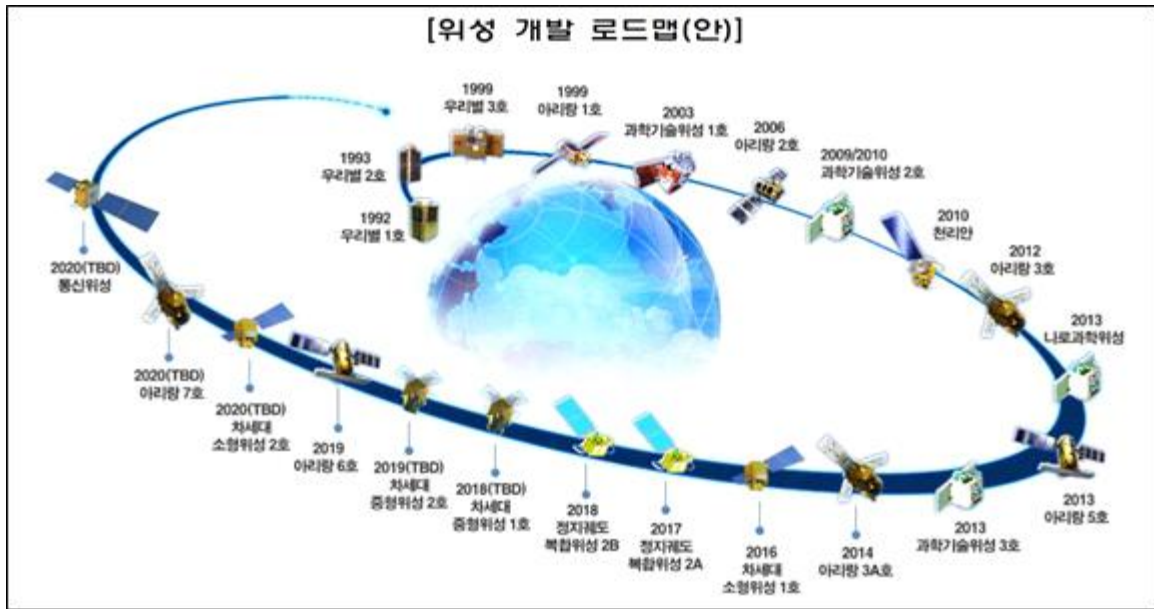 [위성 개발 로드맵(안)]
1992
우리별 1호
1993
우리별 2호
1999
우리별 3호
1999
아리랑 1호
2003
과학기술위성 1호
2006
아리랑 2호
2009/2010
과학기술위성 2호
2010
천리안
2012
아리랑 3호
2013
나로과학위성
2013
아리랑 5호
2013
과학기술위성 3호
2014
아리랑 3A호
2016
차세대
소형위성 1호
2017
정지궤도
복합위성 2A
2018
정지궤도
복합위성 2B
2018(TBD)
차세대
중형위성 1호
2019(TBD)
차세대
중형위성 2호
2019
아리랑 6호
2020(TBD)
차세대
소형위성 2호
2020(TBD)
아리랑 7호
2020(TBD)
통신위성